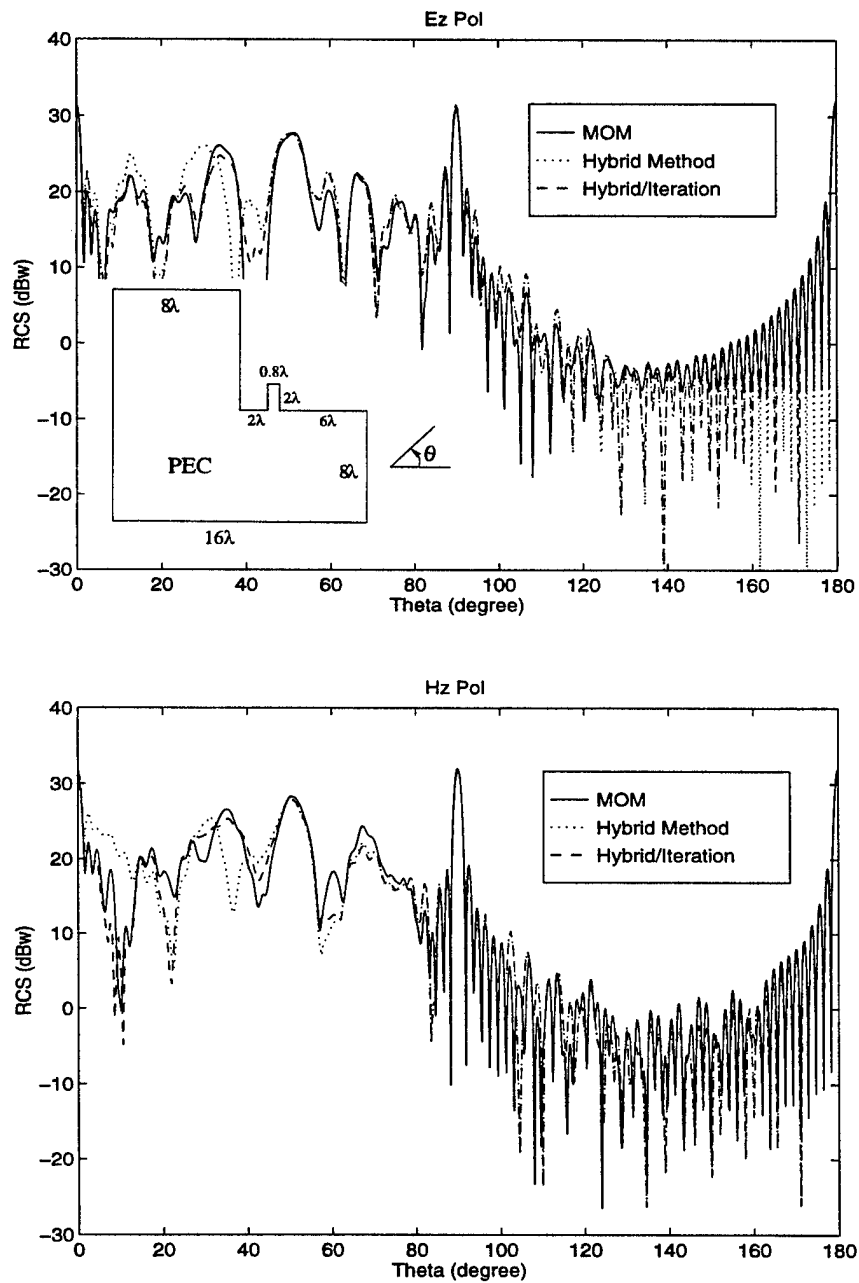 Ez Pol
40
30
20
10
0
−10
−20
−30
RCS (dBw)
MOM
Hybrid Method
Hybrid/Iteration
8λ
0.8λ
2λ
2λ
6λ
PEC
8λ
θ
16λ
0 20 40 60 80 100 120 140 160 180
Theta (degree)
Hz Pol
40
30
20
10
0
−10
−20
−30
RCS (dBw)
MOM
Hybrid Method
Hybrid/Iteration
0 20 40 60 80 100 120 140 160 180
Theta (degree)